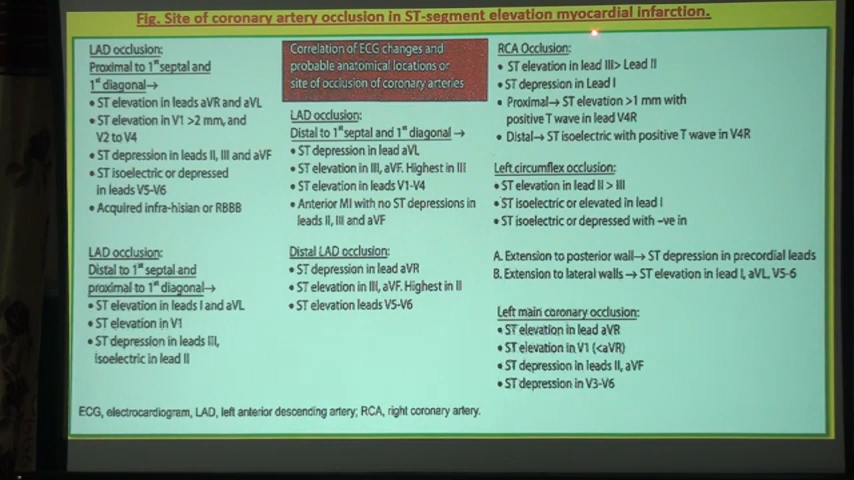 Fig. Site of coronary artery occlusion in ST-segment elevation myocardial infarction.
LAD occlusion:
Proximal to 1st septal and
1st diagonal→
• ST elevation in leads aVR and aVL
• ST elevation in V1 >2 mm, and
V2 to V4
• ST depression in leads II, III and aVF
• ST isoelectric or depressed
in leads V5-V6
• Acquired infra-hisian or RBBB
LAD occlusion:
Distal to 1st septal and
proximal to 1st diagonal→
• ST elevation in leads I and aVL
• ST elevation in V1
• ST depression in leads III,
isoelectric in lead II
Correlation of ECG changes and
probable anatomical locations or
site of occlusion of coronary arteries
LAD occlusion:
Distal to 1st septal and 1st diagonal →
• ST depression in lead aVL
• ST elevation in III, aVF. Highest in III
• ST elevation in leads V1-V4
• Anterior MI with no ST depressions in
leads II, III and aVF
Distal LAD occlusion:
• ST depression in lead aVR
• ST elevation in III, aVF. Highest in II
• ST elevation leads V5-V6
RCA Occlusion:
• ST elevation in lead III> Lead II
• ST depression in Lead I
• Proximal→ ST elevation >1 mm with
positive T wave in lead V4R
• Distal→ ST isoelectric with positive T wave in V4R
Left circumflex occlusion:
• ST elevation in lead II > III
• ST isoelectric or elevated in lead I
• ST isoelectric or depressed with –ve in
A. Extension to posterior wall→ ST depression in precordial leads
B. Extension to lateral walls → ST elevation in lead I, aVL, V5-6
Left main coronary occlusion:
• ST elevation in lead aVR
• ST elevation in V1 (<aVR)
• ST depression in leads II, aVF
• ST depression in V3-V6
ECG, electrocardiogram, LAD, left anterior descending artery; RCA, right coronary artery.